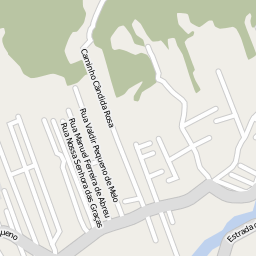 Caminho Cândida Rosa
Rua Valdir Pequeno de Melo
Rua Manuel Ferreira de Abreu
Rua Nossa Senhora das Graças
queno
Estrada